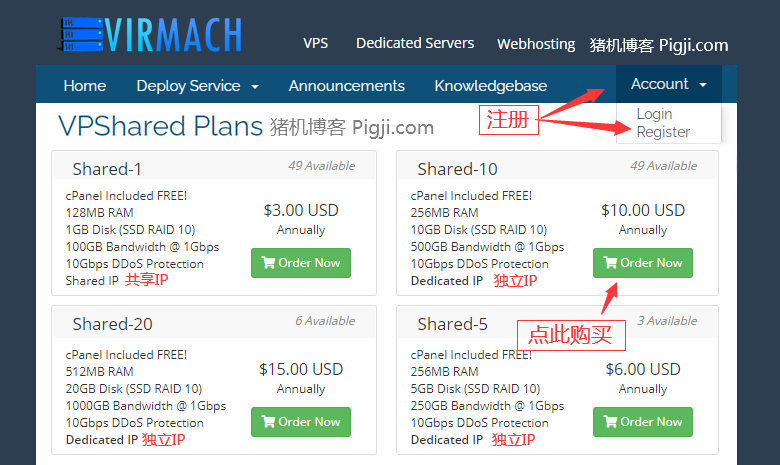 VIRMACH
VPS Dedicated Servers Webhosting 猪机博客 Pigji.com
Home Deploy Service Announcements Knowledgebase Account
注册
Login
Register
VPShared Plans 猪机博客 Pigji.com
Shared-1 49 Available
cPanel Included FREE!
128MB RAM
1GB Disk (SSD RAID 10)
100GB Bandwidth @ 1Gbps
10Gbps DDoS Protection
Shared IP 共享IP
$3.00 USD
Annually
Order Now
Shared-10 49 Available
cPanel Included FREE!
256MB RAM
10GB Disk (SSD RAID 10)
500GB Bandwidth @ 1Gbps
10Gbps DDoS Protection
Dedicated IP 独立IP
$10.00 USD
Annually
Order Now
点此购买
Shared-20 6 Available
cPanel Included FREE!
512MB RAM
20GB Disk (SSD RAID 10)
1000GB Bandwidth @ 1Gbps
10Gbps DDoS Protection
Dedicated IP 独立IP
$15.00 USD
Annually
Order Now
Shared-5 3 Available
cPanel Included FREE!
256MB RAM
5GB Disk (SSD RAID 10)
250GB Bandwidth @ 1Gbps
10Gbps DDoS Protection
Dedicated IP 独立IP
$6.00 USD
Annually
Order Now